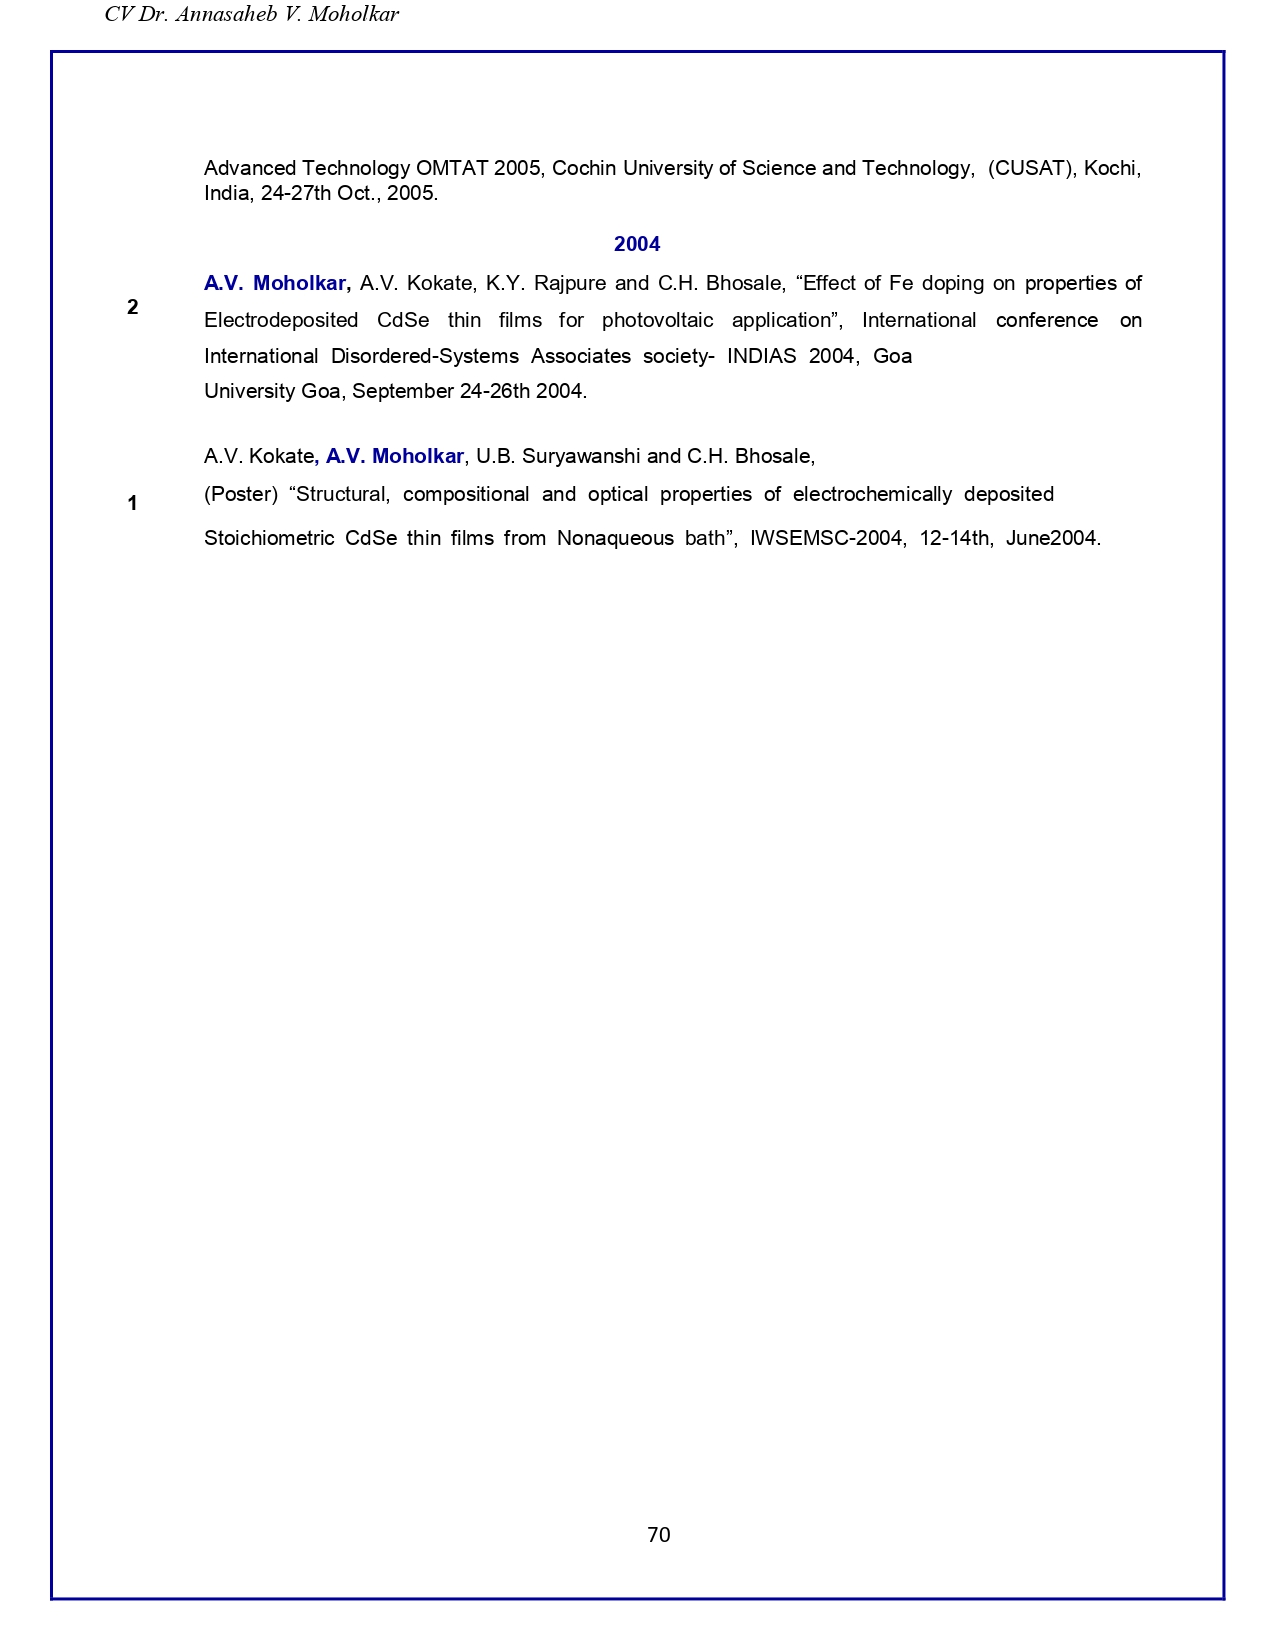 CV Dr. Annasaheb V. Moholkar
Advanced Technology OMTAT 2005, Cochin University of Science and Technology, (CUSAT), Kochi,
India, 24-27th Oct., 2005.
2004
A.V. Moholkar, A.V. Kokate, K.Y. Rajpure and C.H. Bhosale, “Effect of Fe doping on properties of
2
Electrodeposited CdSe thin films for photovoltaic application”, International conference on
International Disordered-Systems Associates society- INDIAS 2004, Goa
University Goa, September 24-26th 2004.
A.V. Kokate, A.V. Moholkar, U.B. Suryawanshi and C.H. Bhosale,
1
(Poster) “Structural, compositional and optical properties of electrochemically deposited
Stoichiometric CdSe thin films from Nonaqueous bath”, IWSEMSC-2004, 12-14th, June2004.
70